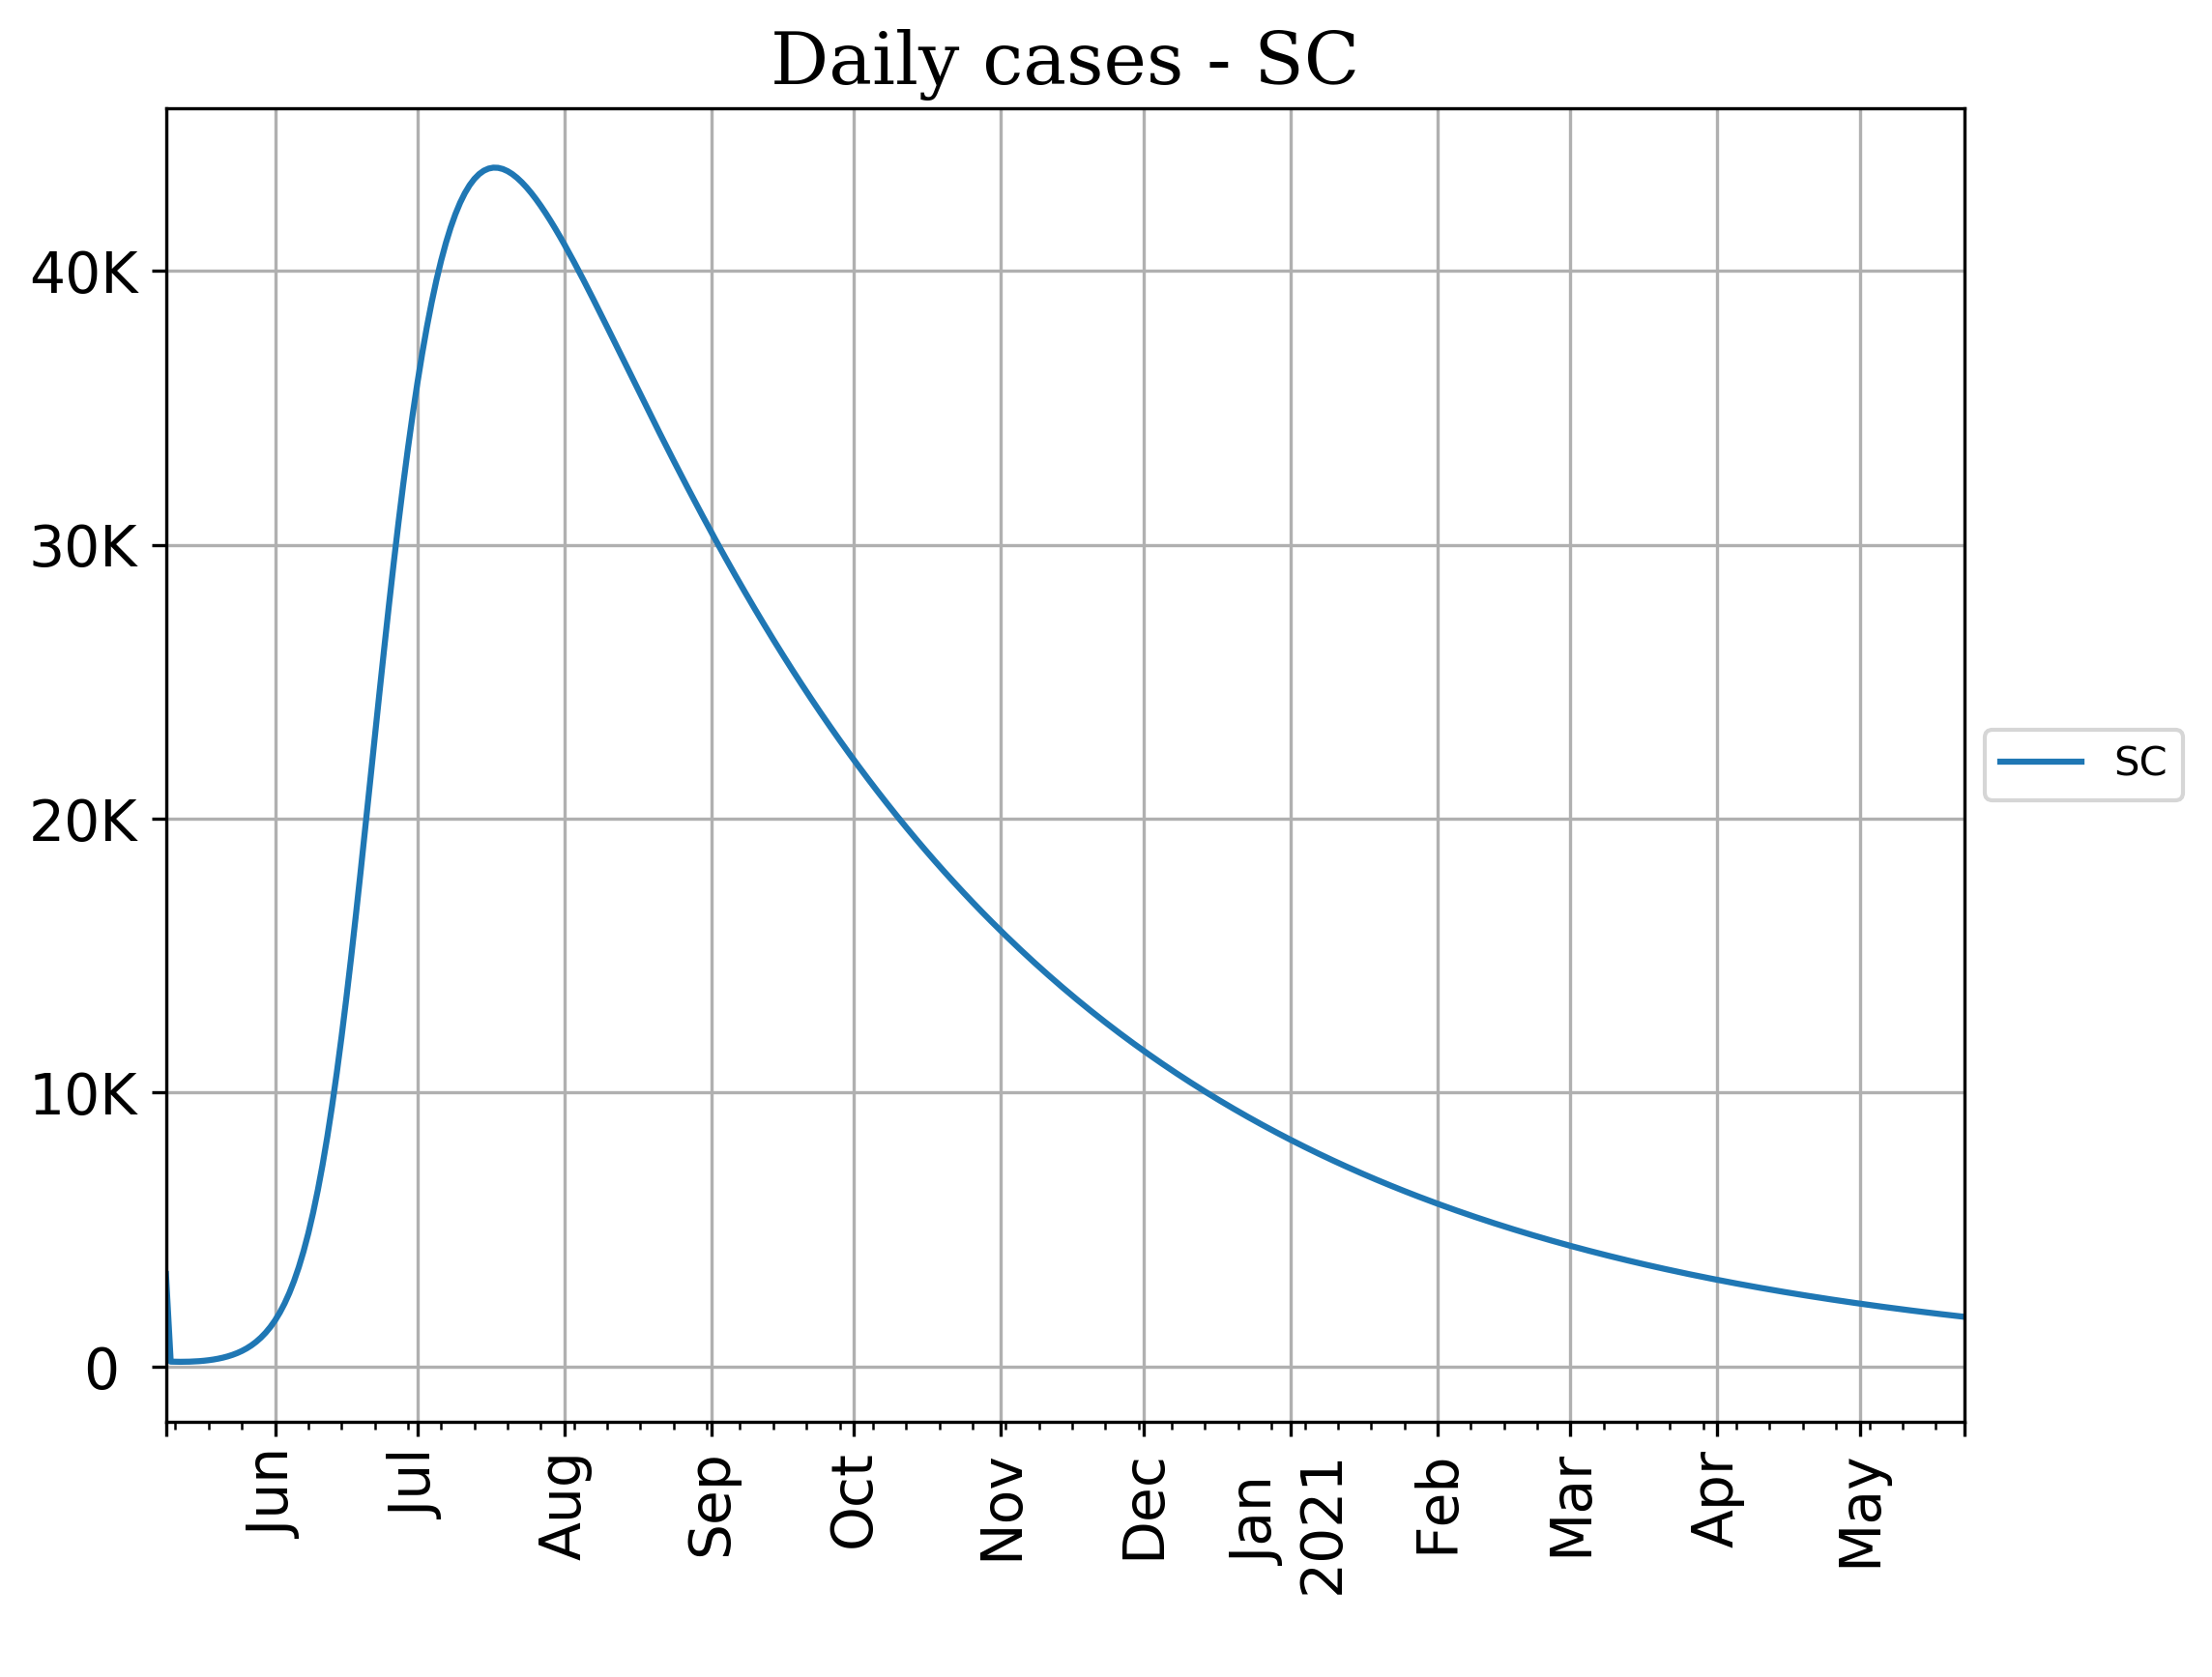 Daily cases - SC
40K
30K
20K
10K
0
SC
Jun
Jul
Aug
Sep
Oct
Nov
Dec
Jan
2021
Feb
Mar
Apr
May